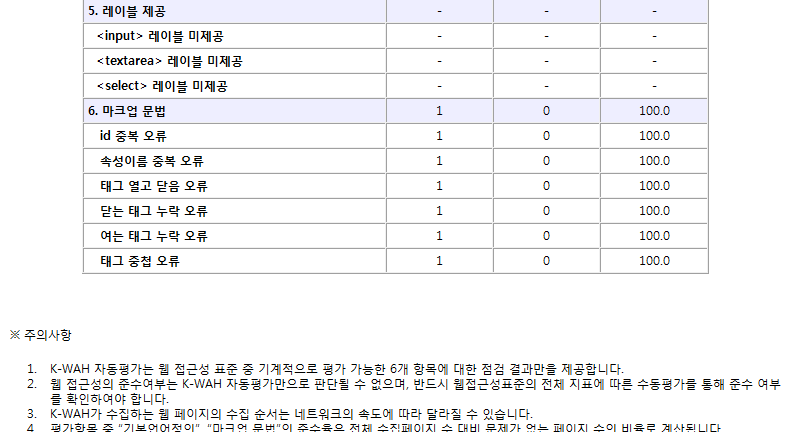 5. 레이블 제공 - - -
<input> 레이블 미제공 - - -
<textarea> 레이블 미제공 - - -
<select> 레이블 미제공 - - -
6. 마크업 문법 1 0 100.0
id 중복 오류 1 0 100.0
속성이름 중복 오류 1 0 100.0
태그 열고 닫음 오류 1 0 100.0
닫는 태그 누락 오류 1 0 100.0
여는 태그 누락 오류 1 0 100.0
태그 중첩 오류 1 0 100.0
※ 주의사항
1. K-WAH 자동평가는 웹 접근성 표준 중 기계적으로 평가 가능한 6개 항목에 대한 점검 결과만을 제공합니다.
2. 웹 접근성의 준수여부는 K-WAH 자동평가만으로 판단될 수 없으며, 반드시 웹접근성표준의 전체 지표에 따른 수동평가를 통해 준수 여부
를 확인하여야 합니다.
3. K-WAH가 수집하는 웹 페이지의 수집 순서는 네트워크의 속도에 따라 달라질 수 있습니다.
4. 평가항목 중 “기본언어정의”, “마크업 문법”의 준수율은 전체 수집페이지 수 대비 문제가 없는 페이지 수의 비율로 계산됩니다